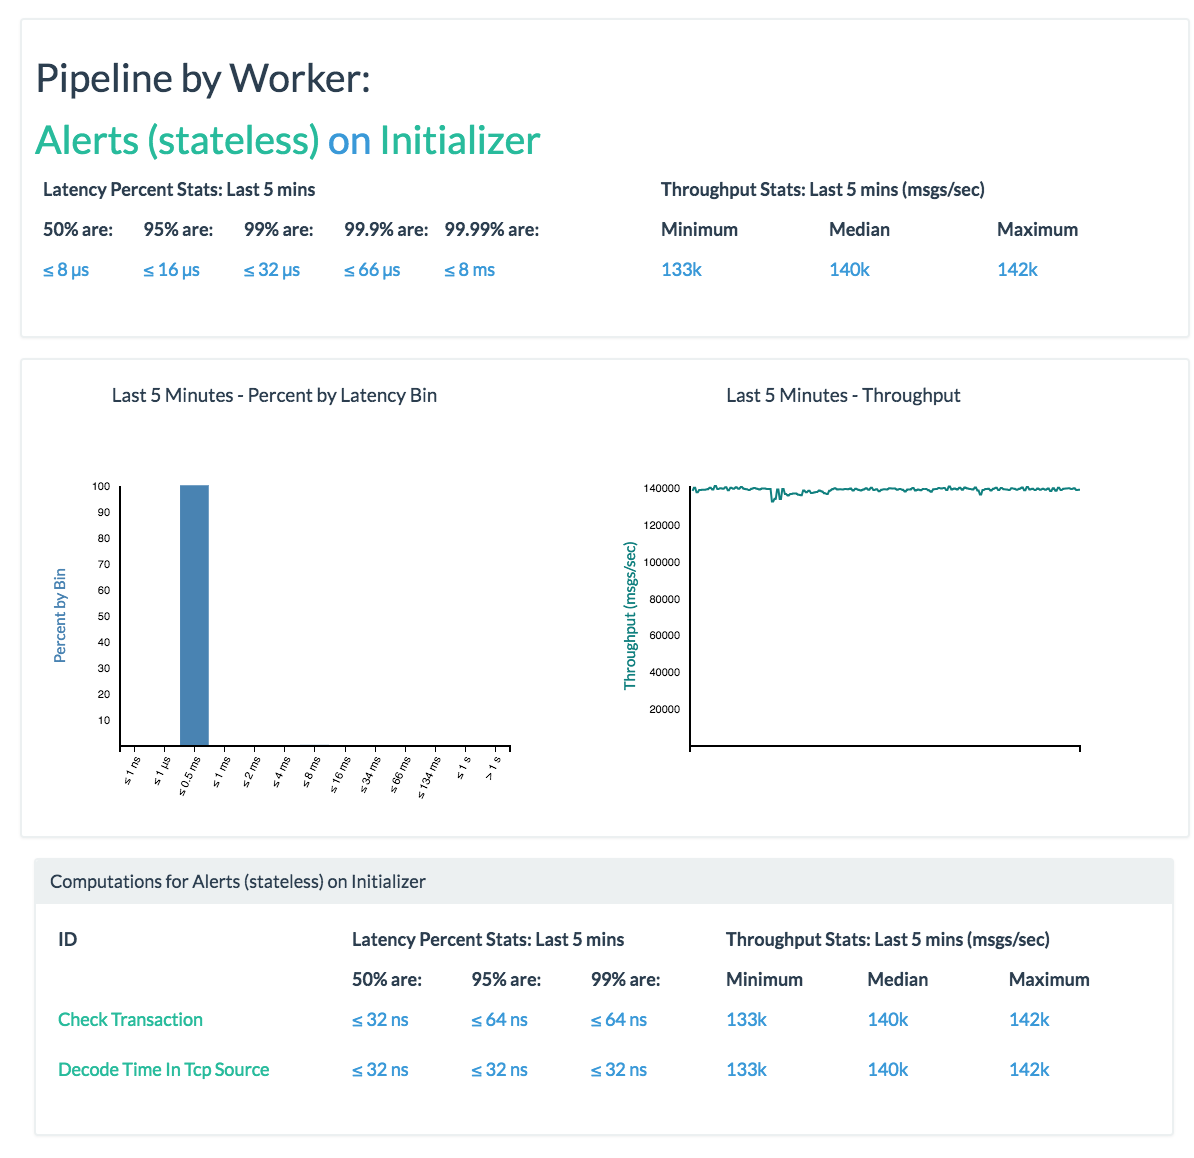 Pipeline by Worker:
Alerts (stateless) on Initializer
Latency Percent Stats: Last 5 mins
50% are: 95% are: 99% are: 99.9% are: 99.99% are:
≤ 8 µs ≤ 16 µs ≤ 32 µs ≤ 66 µs ≤ 8 ms
Throughput Stats: Last 5 mins (msgs/sec)
Minimum Median Maximum
133k 140k 142k
Last 5 Minutes - Percent by Latency Bin
Percent by Bin
100
90
80
70
60
50
40
30
20
10
≤ 1 ns ≤ 1 µs ≤ 0.5 ms ≤ 1 ms ≤ 2 ms ≤ 4 ms ≤ 8 ms ≤ 16 ms ≤ 34 ms ≤ 66 ms ≤ 134 ms ≤ 1 s > 1 s
Last 5 Minutes - Throughput
Throughput (msgs/sec)
140000
120000
100000
80000
60000
40000
20000
Computations for Alerts (stateless) on Initializer
ID Latency Percent Stats: Last 5 mins Throughput Stats: Last 5 mins (msgs/sec)
50% are: 95% are: 99% are: Minimum Median Maximum
Check Transaction ≤ 32 ns ≤ 64 ns ≤ 64 ns 133k 140k 142k
Decode Time In Tcp Source ≤ 32 ns ≤ 32 ns ≤ 32 ns 133k 140k 142k